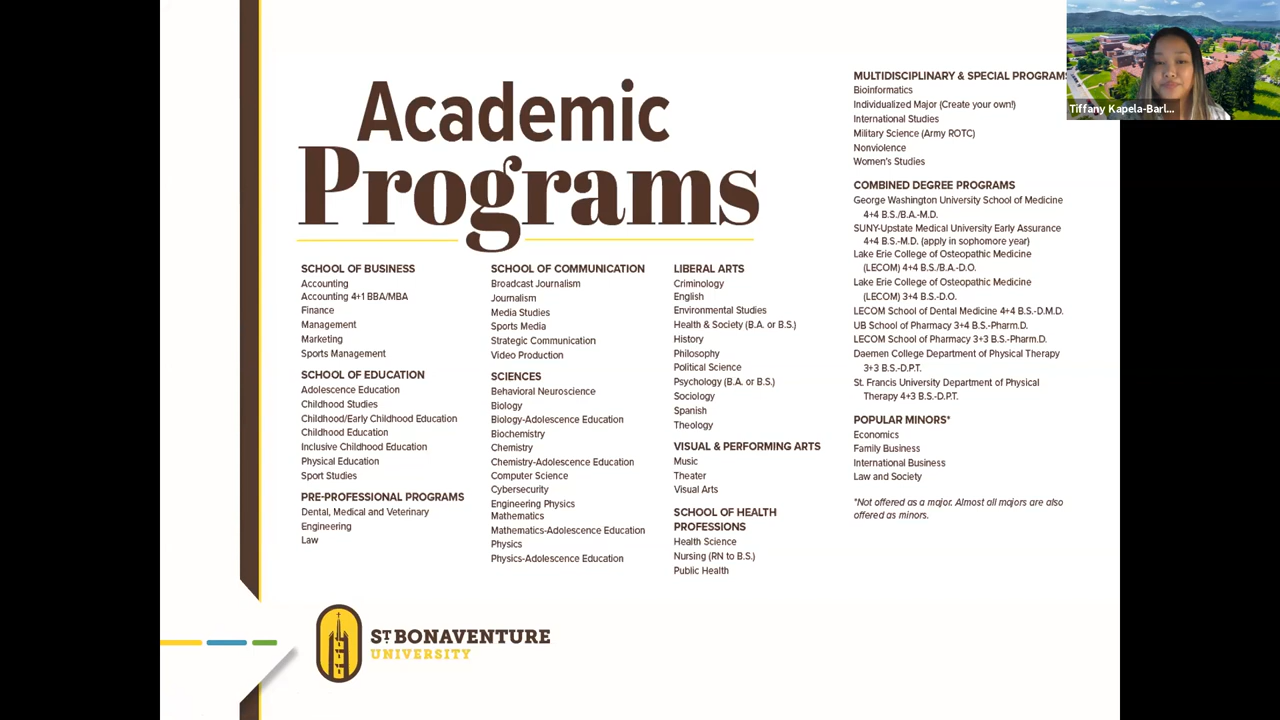 Academic
Programs
SCHOOL OF BUSINESS
Accounting
Accounting 4+1 BBA/MBA
Finance
Management
Marketing
Sports Management
SCHOOL OF EDUCATION
Adolescence Education
Childhood Studies
Childhood/Early Childhood Education
Childhood Education
Inclusive Childhood Education
Physical Education
Sport Studies
PRE-PROFESSIONAL PROGRAMS
Dental, Medical and Veterinary
Engineering
Law
SCHOOL OF COMMUNICATION
Broadcast Journalism
Journalism
Media Studies
Sports Media
Strategic Communication
Video Production
SCIENCES
Behavioral Neuroscience
Biology
Biology-Adolescence Education
Biochemistry
Chemistry
Chemistry-Adolescence Education
Computer Science
Cybersecurity
Engineering Physics
Mathematics
Mathematics-Adolescence Education
Physics
Physics-Adolescence Education
LIBERAL ARTS
Criminology
English
Environmental Studies
Health & Society (B.A. or B.S.)
History
Philosophy
Political Science
Psychology (B.A. or B.S.)
Sociology
Spanish
Theology
VISUAL & PERFORMING ARTS
Music
Theater
Visual Arts
SCHOOL OF HEALTH
PROFESSIONS
Health Science
Nursing (RN to B.S.)
Public Health
MULTIDISCIPLINARY & SPECIAL PROGRAMS
Bioinformatics
Individualized Major (Create your own!)
International Studies
Military Science (Army ROTC)
Nonviolence
Women's Studies
COMBINED DEGREE PROGRAMS
George Washington University School of Medicine
4+4 B.S./B.A.-M.D.
SUNY-Upstate Medical University Early Assurance
4+4 B.S.-M.D. (apply in sophomore year)
Lake Erie College of Osteopathic Medicine
(LECOM) 4+4 B.S./B.A.-D.O.
Lake Erie College of Osteopathic Medicine
(LECOM) 3+4 B.S.-D.O.
LECOM School of Dental Medicine 4+4 B.S.-D.M.D.
UB School of Pharmacy 3+4 B.S.-Pharm.D.
LECOM School of Pharmacy 3+3 B.S.-Pharm.D.
Daemen College Department of Physical Therapy
3+3 B.S.-D.P.T.
St. Francis University Department of Physical
Therapy 4+3 B.S.-D.P.T.
POPULAR MINORS*
Economics
Family Business
International Business
Law and Society
*Not offered as a major. Almost all majors are also
offered as minors.
Tiffany Kapela-Barl...
ST. BONAVENTURE
UNIVERSITY